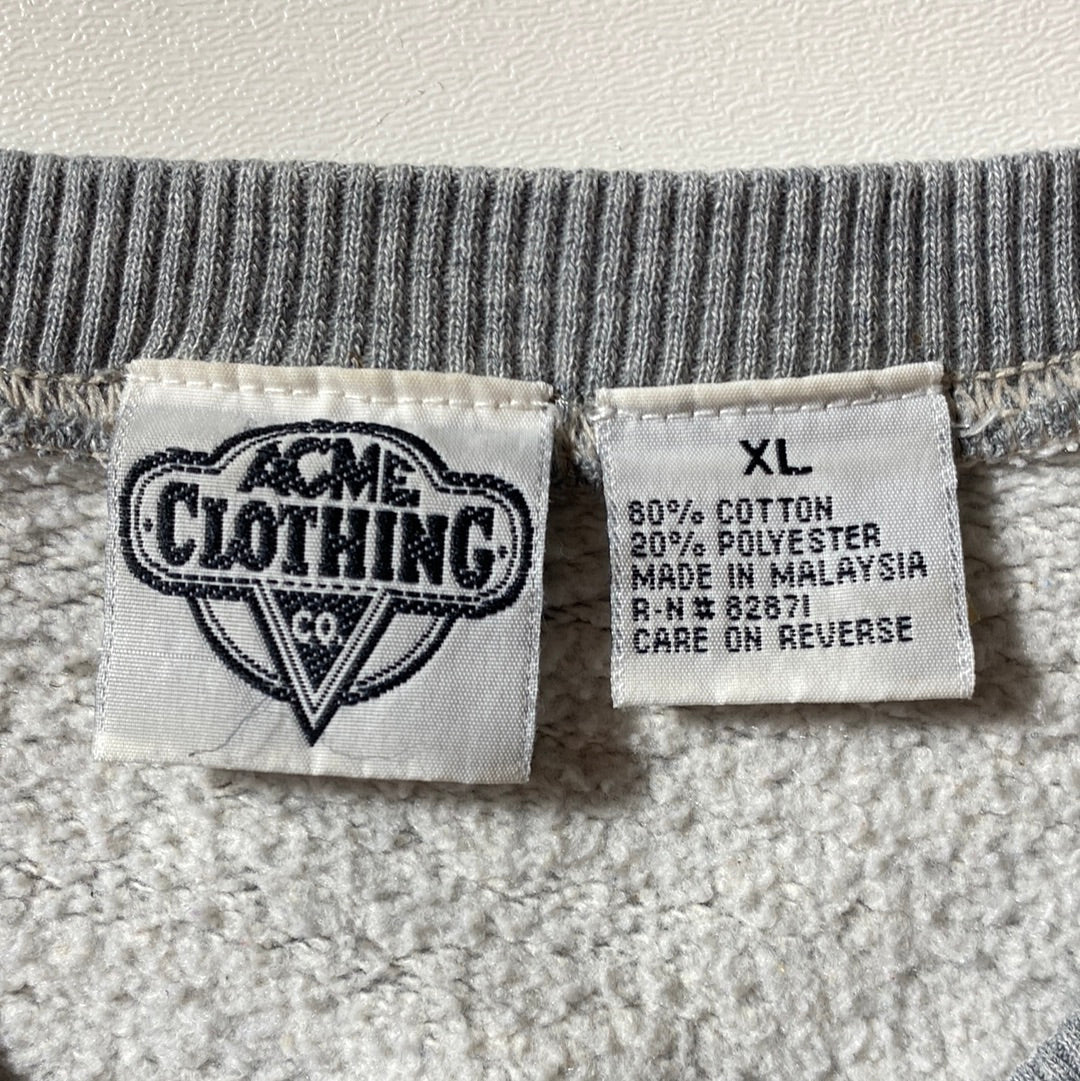 ACME
CLOTHING
CO.
XL
80% COTTON
20% POLYESTER
MADE IN MALAYSIA
R-N# 82871
CARE ON REVERSE